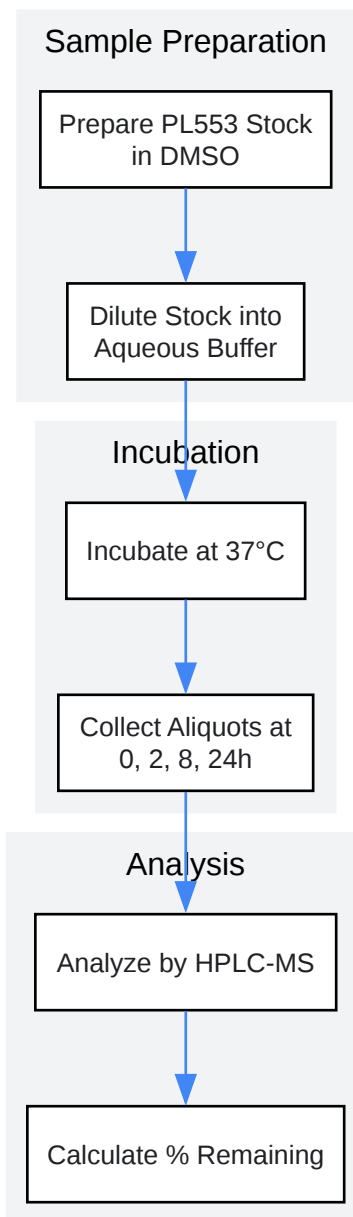 Sample Preparation
Prepare PL553 Stock
in DMSO
Dilute Stock into
Aqueous Buffer
Incubation
Incubate at 37°C
Collect Aliquots at
0, 2, 8, 24h
Analysis
Analyze by HPLC-MS
Calculate % Remaining